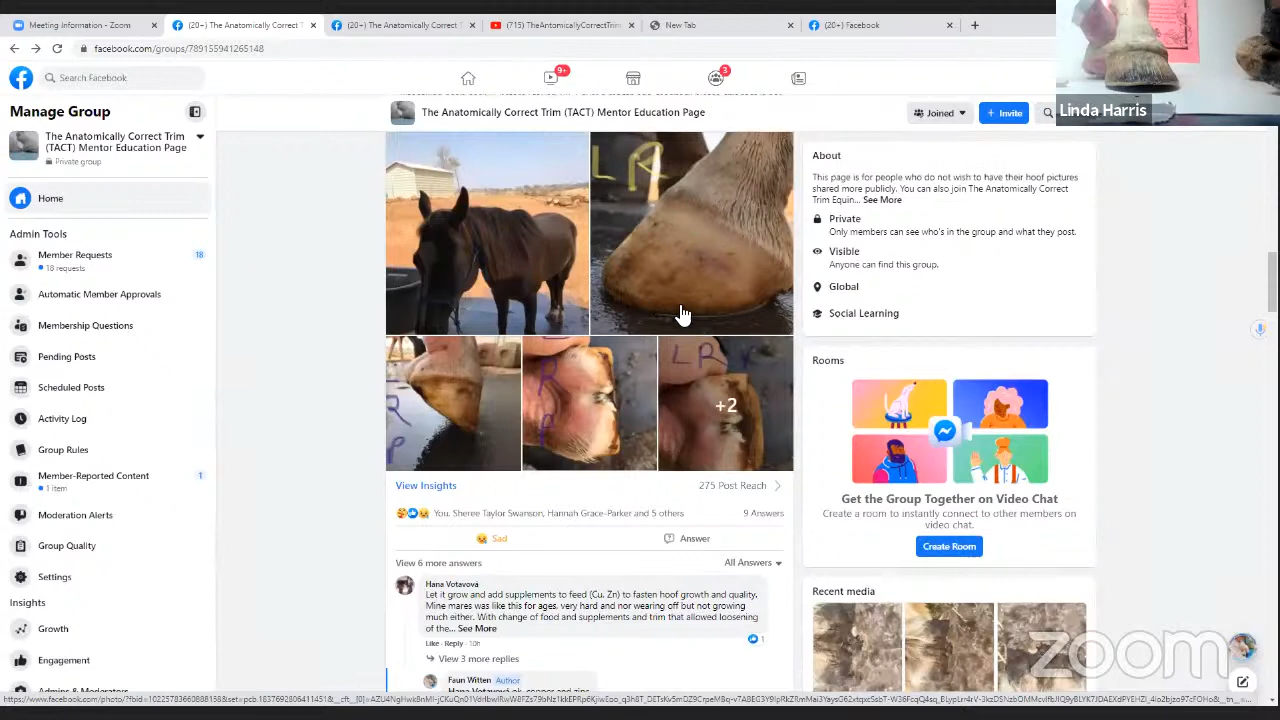 Meeting Information - Zoom
(20+) The Anatomically Correct T
(20+) The Anatomically Correct
(715) TheAnatomicallyCorrectTrim
New Tab
(20+) Facebook
facebook.com/groups/789155941265148
Linda Harris
Search Facebook
9+
3
Manage Group
The Anatomically Correct Trim
(TACT) Mentor Education Page
Private group
Home
Admin Tools
Member Requests
18
18 requests
Automatic Member Approvals
Membership Questions
Pending Posts
Scheduled Posts
Activity Log
Group Rules
Member-Reported Content
1
1 item
Moderation Alerts
Group Quality
Settings
Insights
Growth
Engagement
The Anatomically Correct Trim (TACT) Mentor Education Page
Joined
+ Invite
LR
R
P
R
P
LR
+2
View Insights
275 Post Reach
You, Sheree Taylor Swanson, Hannah Grace-Parker and 5 others
9 Answers
Sad
Answer
View 6 more answers
All Answers
Hana Votavová
Let it grow and add supplements to feed (Cu, Zn) to fasten hoof growth and quality.
Mine mares was like this for ages, very hard and nor wearing off but not growing
much either. With change of food and supplements and trim that allowed loosening
of the... See More
1
Like · Reply · 10h
View 3 more replies
Faun Witten Author
About
This page is for people who do not wish to have their hoof pictures
shared more publicly. You can also join The Anatomically Correct
Trim Equin... See More
Private
Only members can see who's in the group and what they post.
Visible
Anyone can find this group.
Global
Social Learning
Rooms
Get the Group Together on Video Chat
Create a room to instantly connect to other members on
video chat.
Create Room
Recent media
zoom